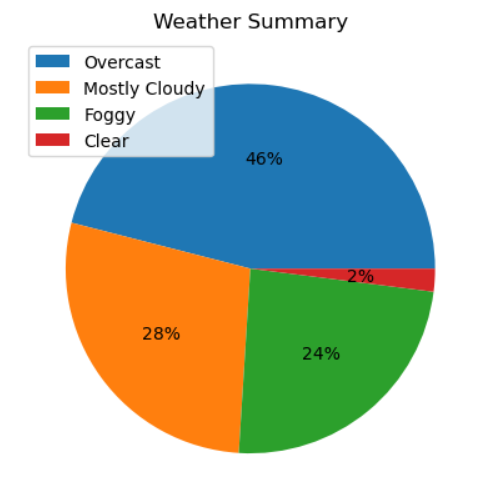 Weather Summary
Overcast
Mostly Cloudy
Foggy
Clear
46%
28%
24%
2%